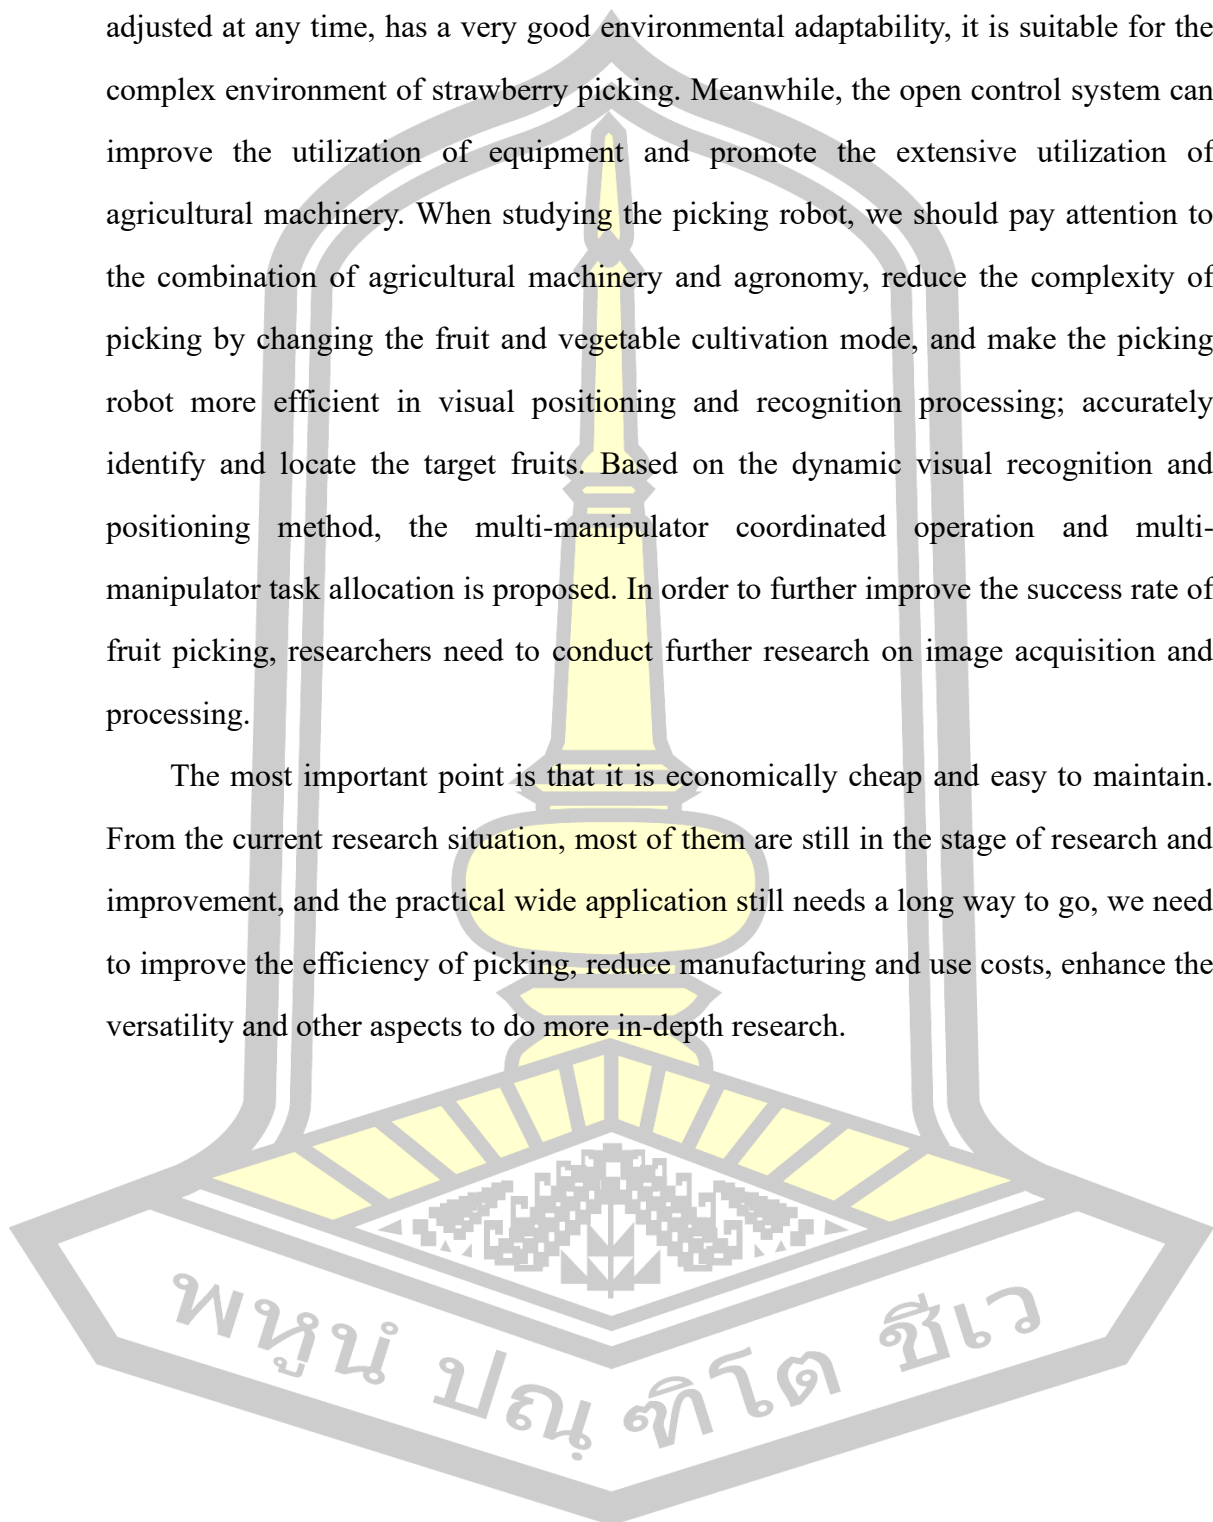 adjusted at any time, has a very good environmental adaptability, it is suitable for the
complex environment of strawberry picking. Meanwhile, the open control system can
improve the utilization of equipment and promote the extensive utilization of
agricultural machinery. When studying the picking robot, we should pay attention to
the combination of agricultural machinery and agronomy, reduce the complexity of
picking by changing the fruit and vegetable cultivation mode, and make the picking
robot more efficient in visual positioning and recognition processing; accurately
identify and locate the target fruits. Based on the dynamic visual recognition and
positioning method, the multi-manipulator coordinated operation and multi-
manipulator task allocation is proposed. In order to further improve the success rate of
fruit picking, researchers need to conduct further research on image acquisition and
processing.
The most important point is that it is economically cheap and easy to maintain.
From the current research situation, most of them are still in the stage of research and
improvement, and the practical wide application still needs a long way to go, we need
to improve the efficiency of picking, reduce manufacturing and use costs, enhance the
versatility and other aspects to do more in-depth research.
พหูนํ ปณฺ ฑิโต ชีเว